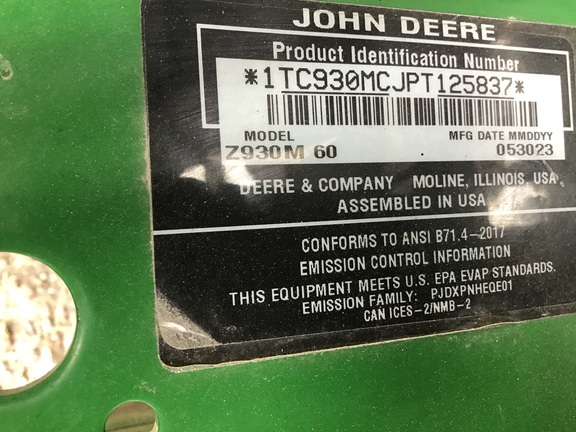 JOHN DEERE
Product Identification Number
*1TC930MCJPT125837*
MODEL MFG DATE MMDDYY
Z930M 60 053023
DEERE & COMPANY MOLINE, ILLINOIS, USA
ASSEMBLED IN USA
CONFORMS TO ANSI B71.4-2017
EMISSION CONTROL INFORMATION
THIS EQUIPMENT MEETS U.S. EPA EVAP STANDARDS.
EMISSION FAMILY: PJDXPNHEQE01
CAN ICES-2/NMB-2